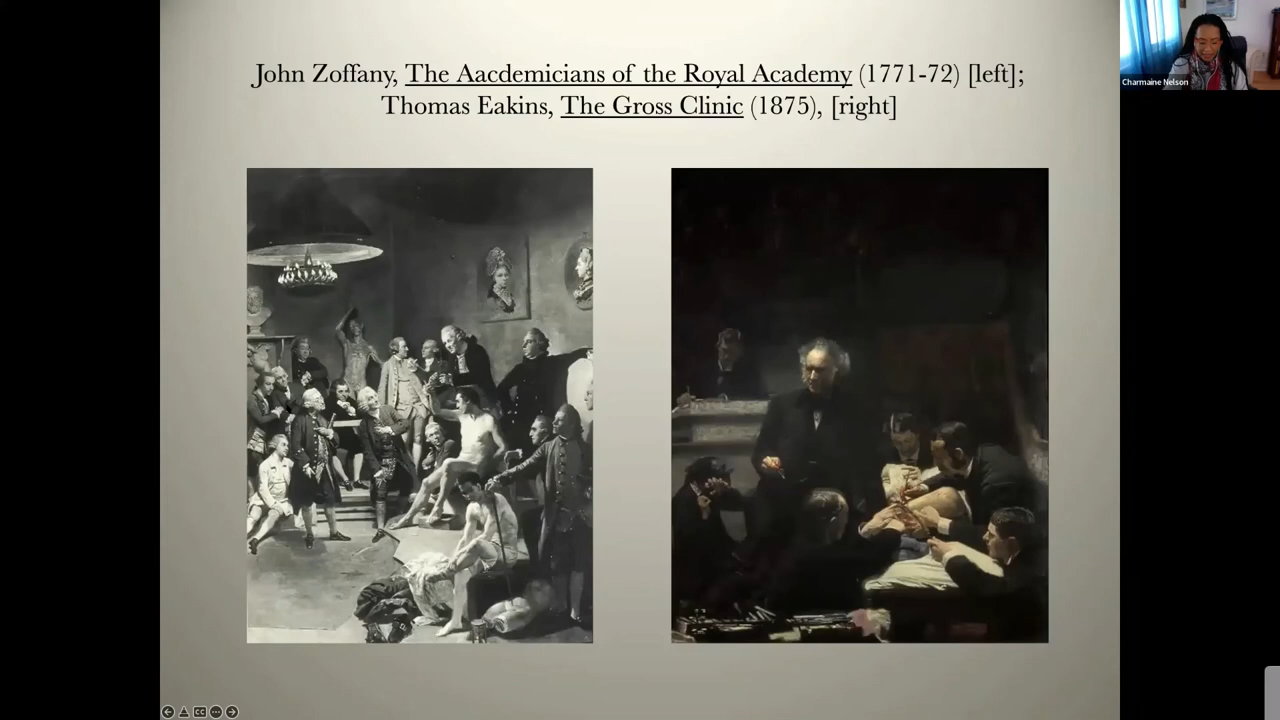 John Zoffany, The Aacdemicians of the Royal Academy (1771-72) [left];
Thomas Eakins, The Gross Clinic (1875), [right]
Charmaine Nelson
CC